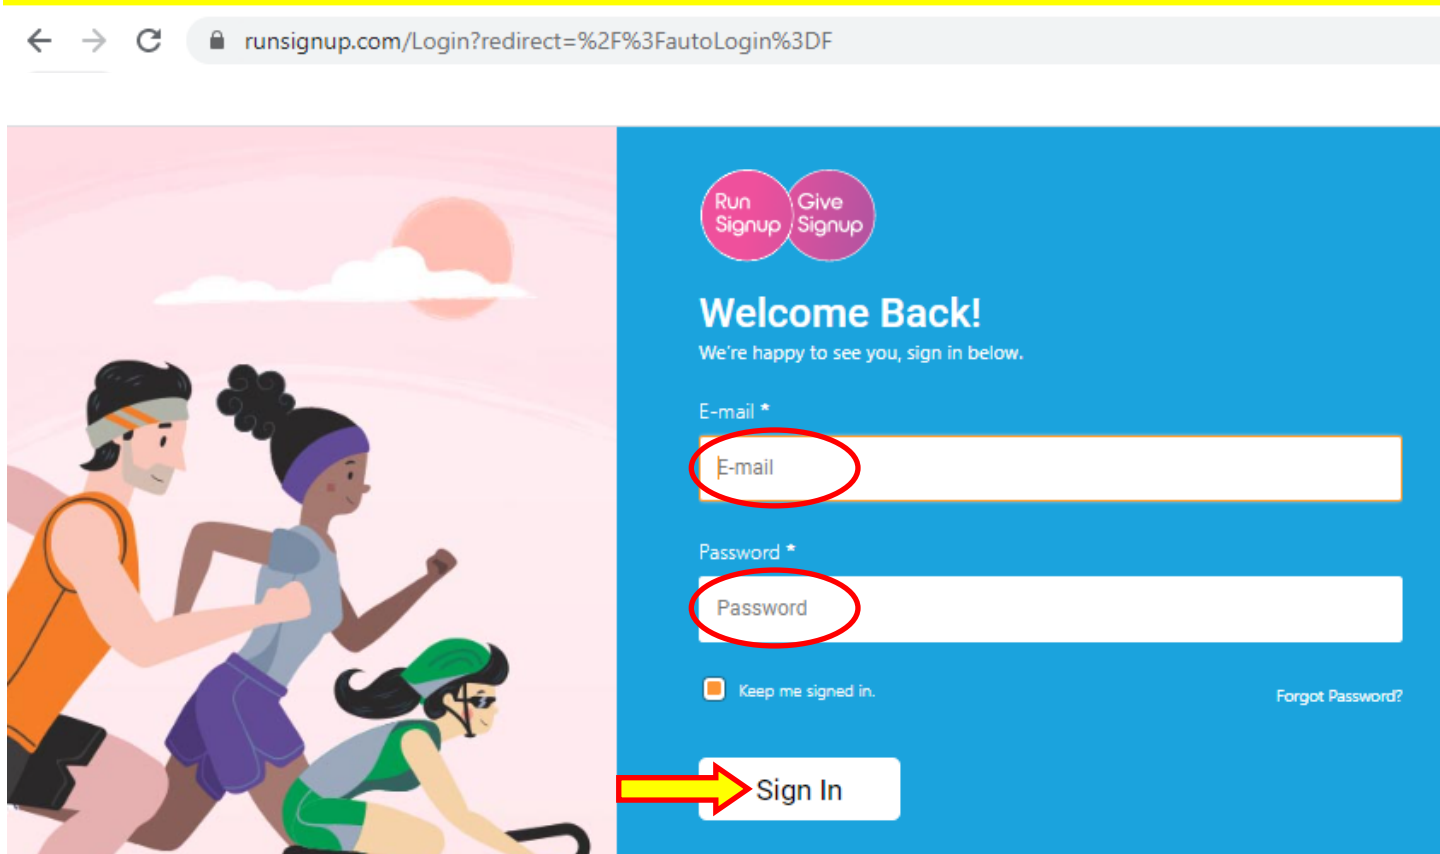 runsignup.com/Login?redirect=%2F%3FautoLogin%3DF
Run Signup
Give Signup
Welcome Back!
We're happy to see you, sign in below.
E-mail *
E-mail
Password *
Password
Keep me signed in.
Forgot Password?
Sign In